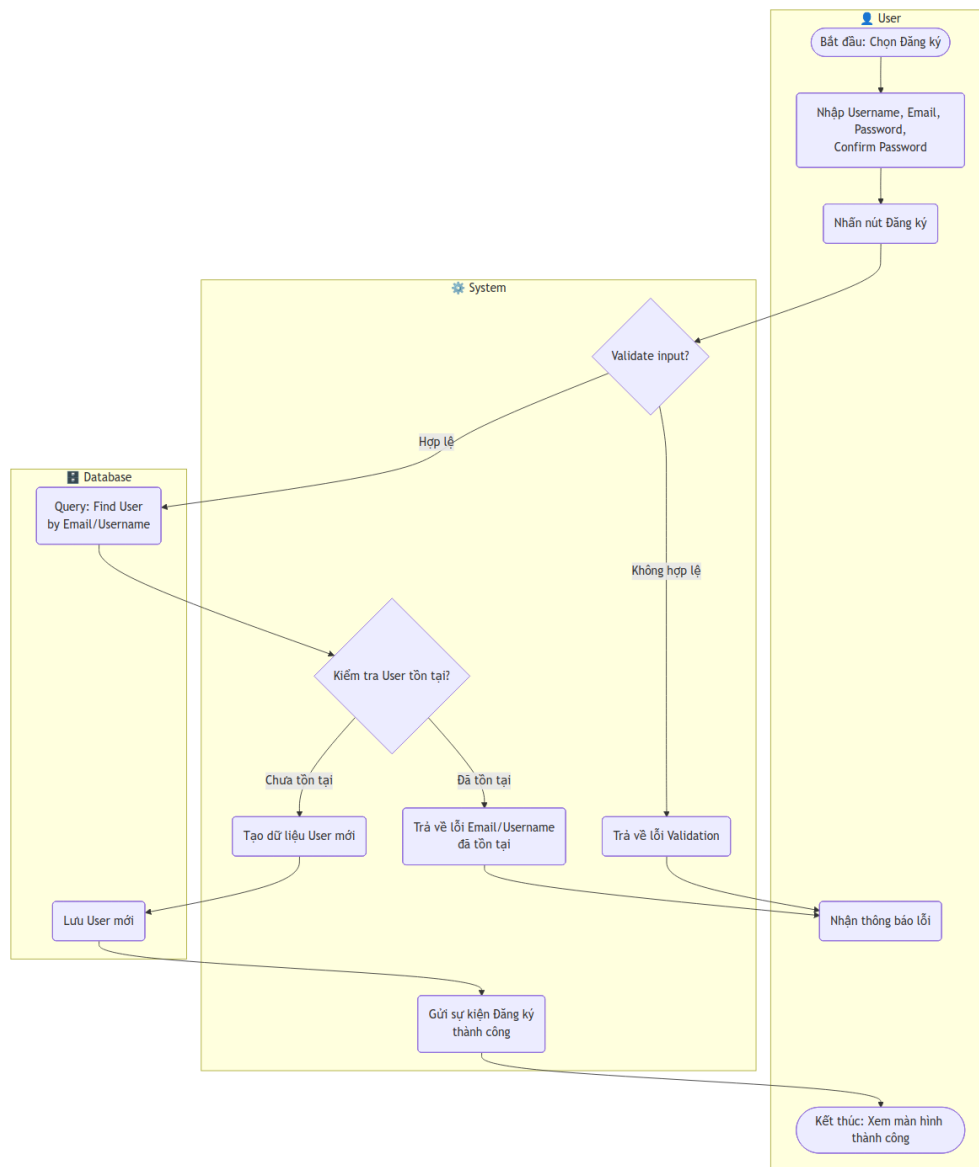 👤 User
Bắt đầu: Chọn Đăng ký
Nhập Username, Email,
Password,
Confirm Password
Nhấn nút Đăng ký
⚙️ System
Validate input?
Hợp lệ
🗄️ Database
Query: Find User
by Email/Username
Không hợp lệ
Kiểm tra User tồn tại?
Chưa tồn tại
Đã tồn tại
Tạo dữ liệu User mới
Trả về lỗi Email/Username
đã tồn tại
Trả về lỗi Validation
Lưu User mới
Nhận thông báo lỗi
Gửi sự kiện Đăng ký
thành công
Kết thúc: Xem màn hình
thành công